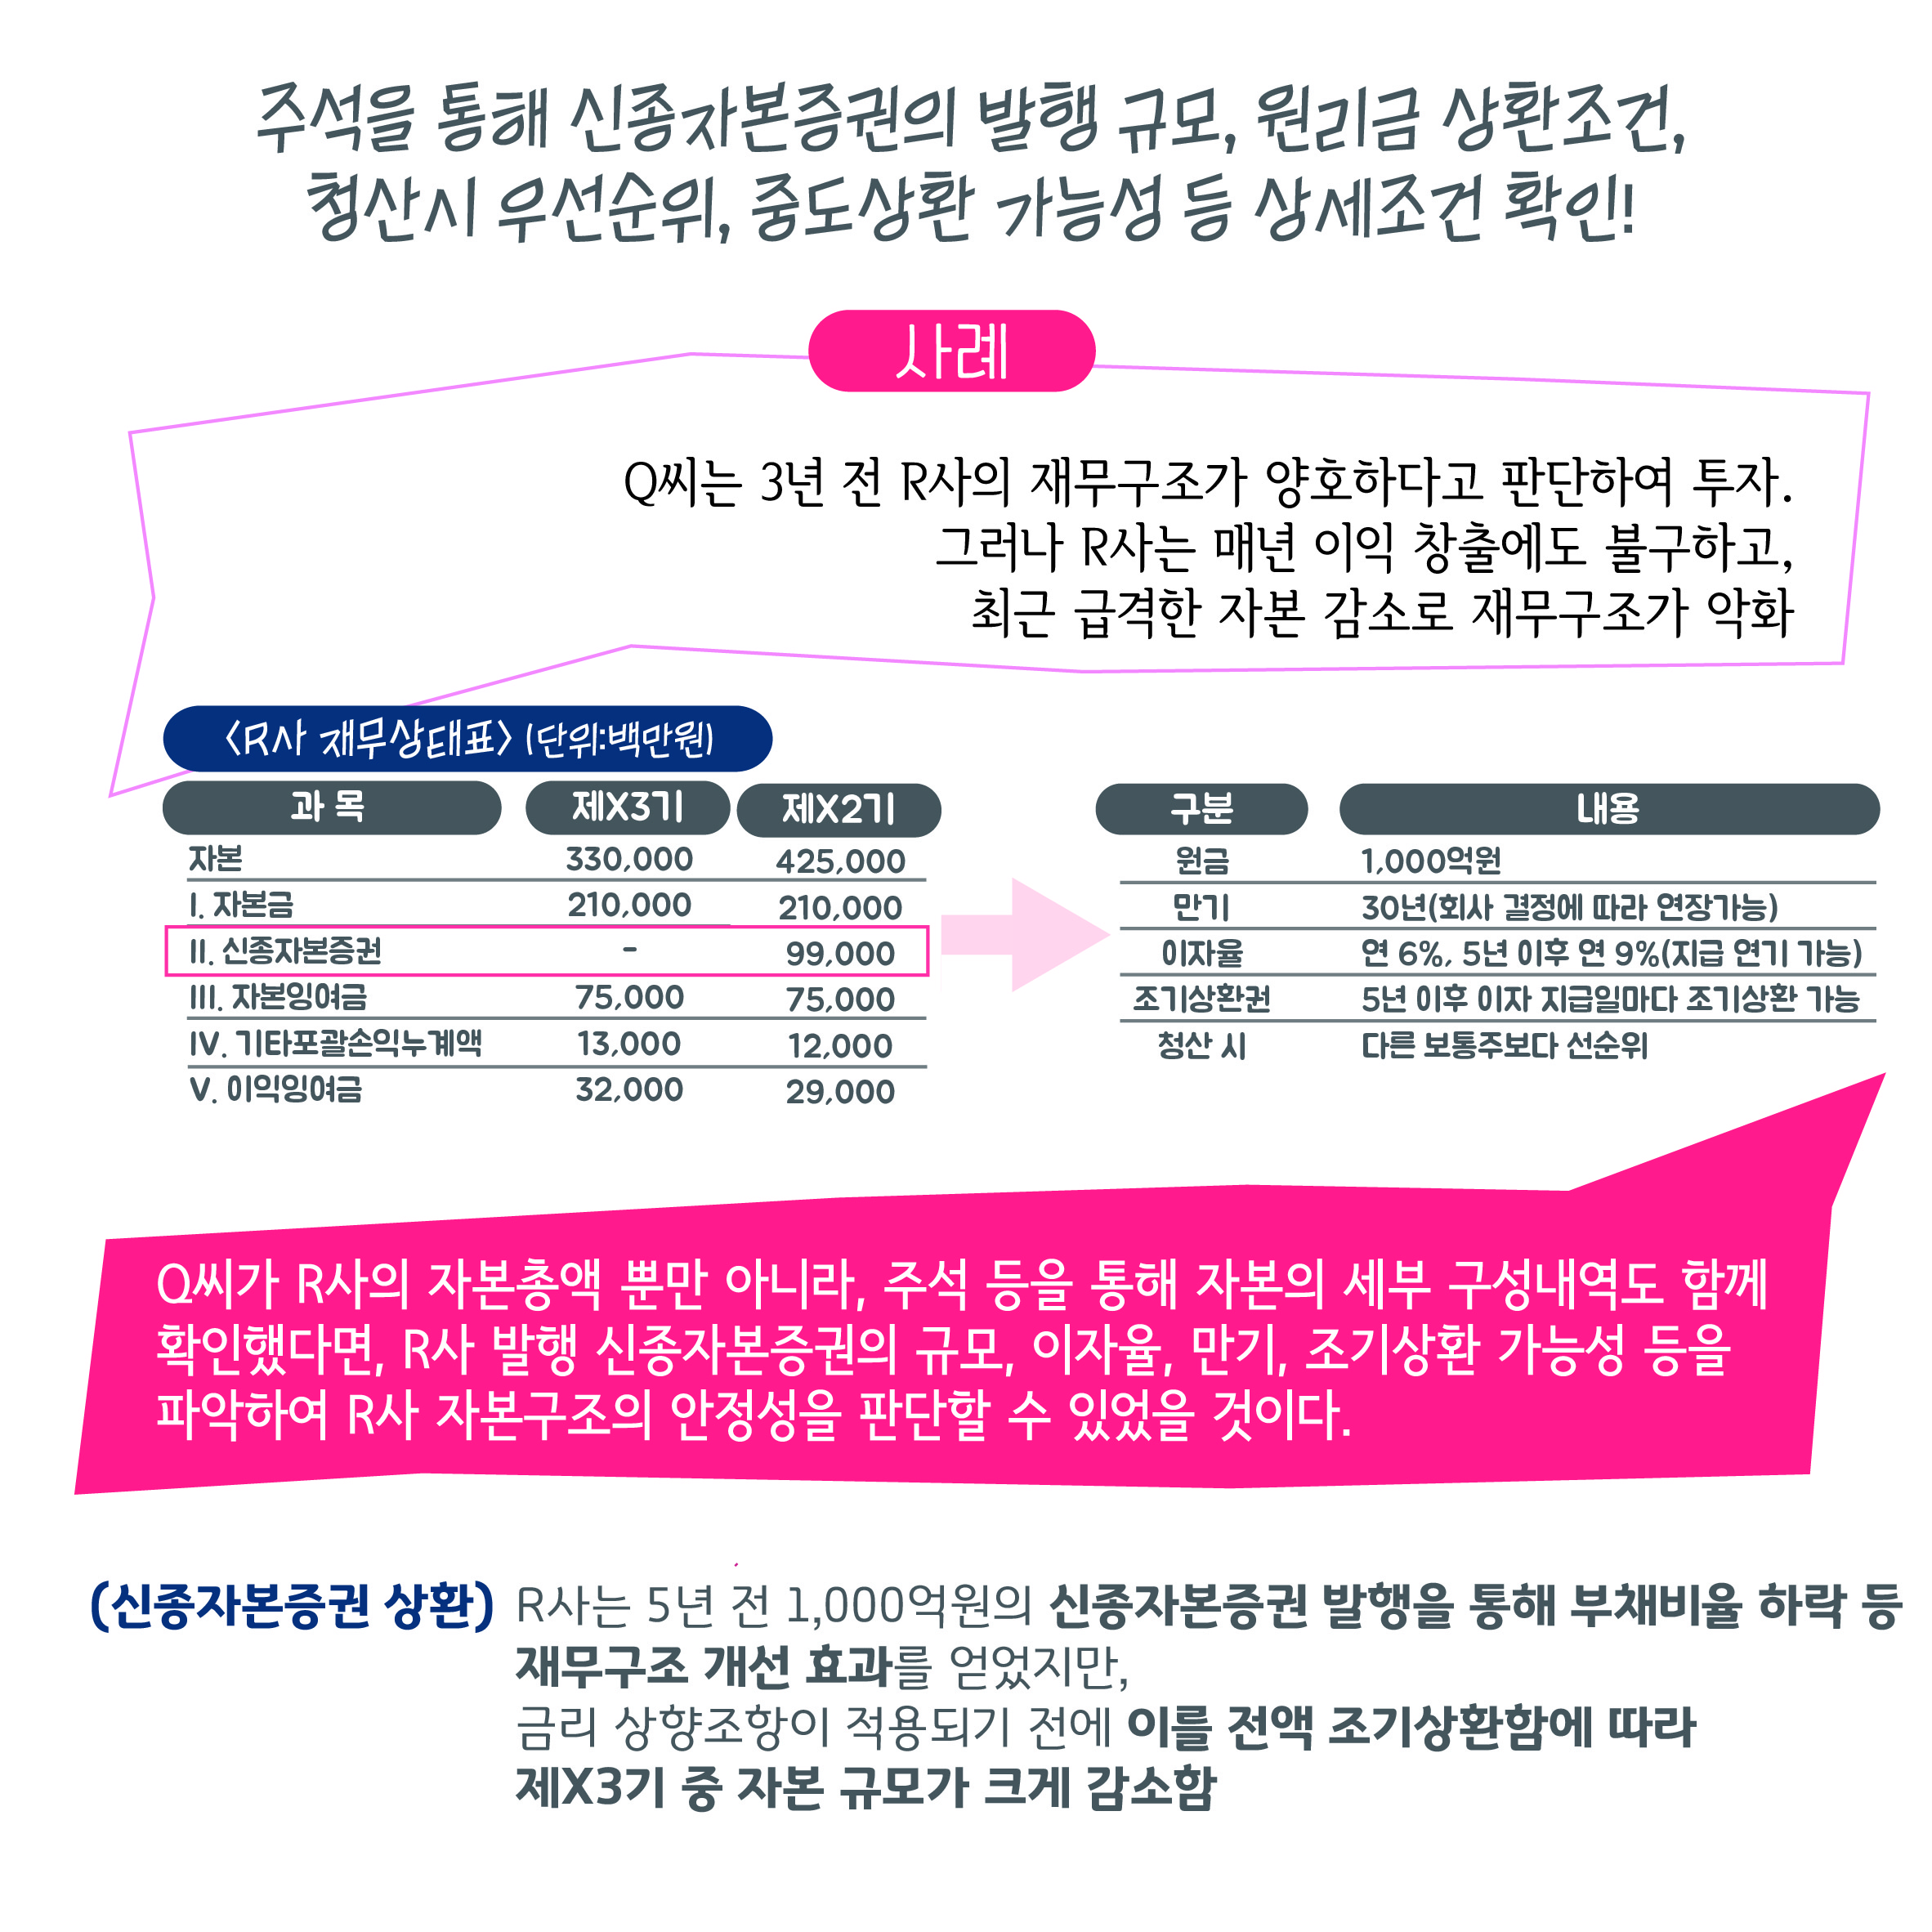 주석을 통해 신종자본증권의 발행 규모, 원리금 상환조건,
청산시 우선순위, 중도상환 가능성 등 상세조건 확인!
사례
Q씨는 3년 전 R사의 재무구조가 양호하다고 판단하여 투자.
그러나 R사는 매년 이익 창출에도 불구하고,
최근 급격한 자본 감소로 재무구조가 악화
<R사 재무상태표> (단위:백만원)
과 목 제X3기 제X2기
자본 330,000 425,000
I. 자본금 210,000 210,000
II. 신종자본증권 - 99,000
III. 자본잉여금 75,000 75,000
IV. 기타포괄손익누계액 13,000 12,000
V. 이익잉여금 32,000 29,000
구분 내용
원금 1,000억원
만기 30년(회사 결정에 따라 연장가능)
이자율 연 6%, 5년 이후 연 9%(지급 연기 가능)
조기상환권 5년 이후 이자 지급일마다 조기상환 가능
청산 시 다른 보통주보다 선순위
Q씨가 R사의 자본총액 뿐만 아니라, 주석 등을 통해 자본의 세부 구성내역도 함께
확인했다면, R사 발행 신종자본증권의 규모, 이자율, 만기, 조기상환 가능성 등을
파악하여 R사 자본구조의 안정성을 판단할 수 있었을 것이다.
(신종자본증권 상환) R사는 5년 전 1,000억원의 신종자본증권 발행을 통해 부채비율 하락 등
재무구조 개선 효과를 얻었지만,
금리 상향조항이 적용되기 전에 이를 전액 조기상환함에 따라
제X3기 중 자본 규모가 크게 감소함